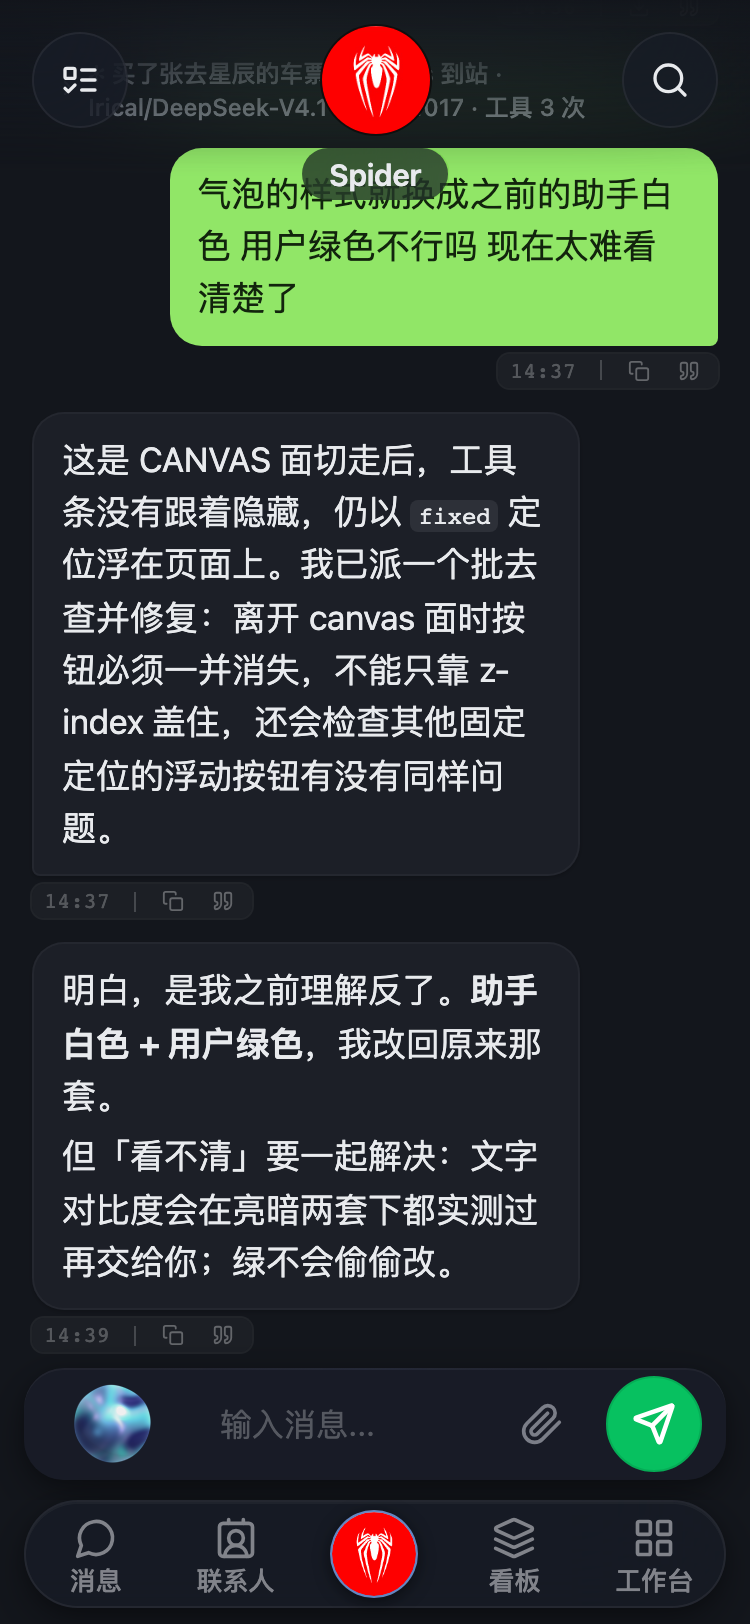 买了张去星辰的车票
到站 ·
lrical/DeepSeek-V4.1
017 · 工具 3 次
Spider
气泡的样式就换成之前的助手白
色 用户绿色不行吗 现在太难看
清楚了
14:37
这是 CANVAS 面切走后，工具
条没有跟着隐藏，仍以 fixed 定
位浮在页面上。我已派一个批去
查并修复：离开 canvas 面时按
钮必须一并消失，不能只靠 z-
index 盖住，还会检查其他固定
定位的浮动按钮有没有同样问
题。
14:37
明白，是我之前理解反了。助手
白色 + 用户绿色，我改回原来那
套。
但「看不清」要一起解决：文字
对比度会在亮暗两套下都实测过
再交给你；绿不会偷偷改。
14:39
输入消息...
消息
联系人
看板
工作台